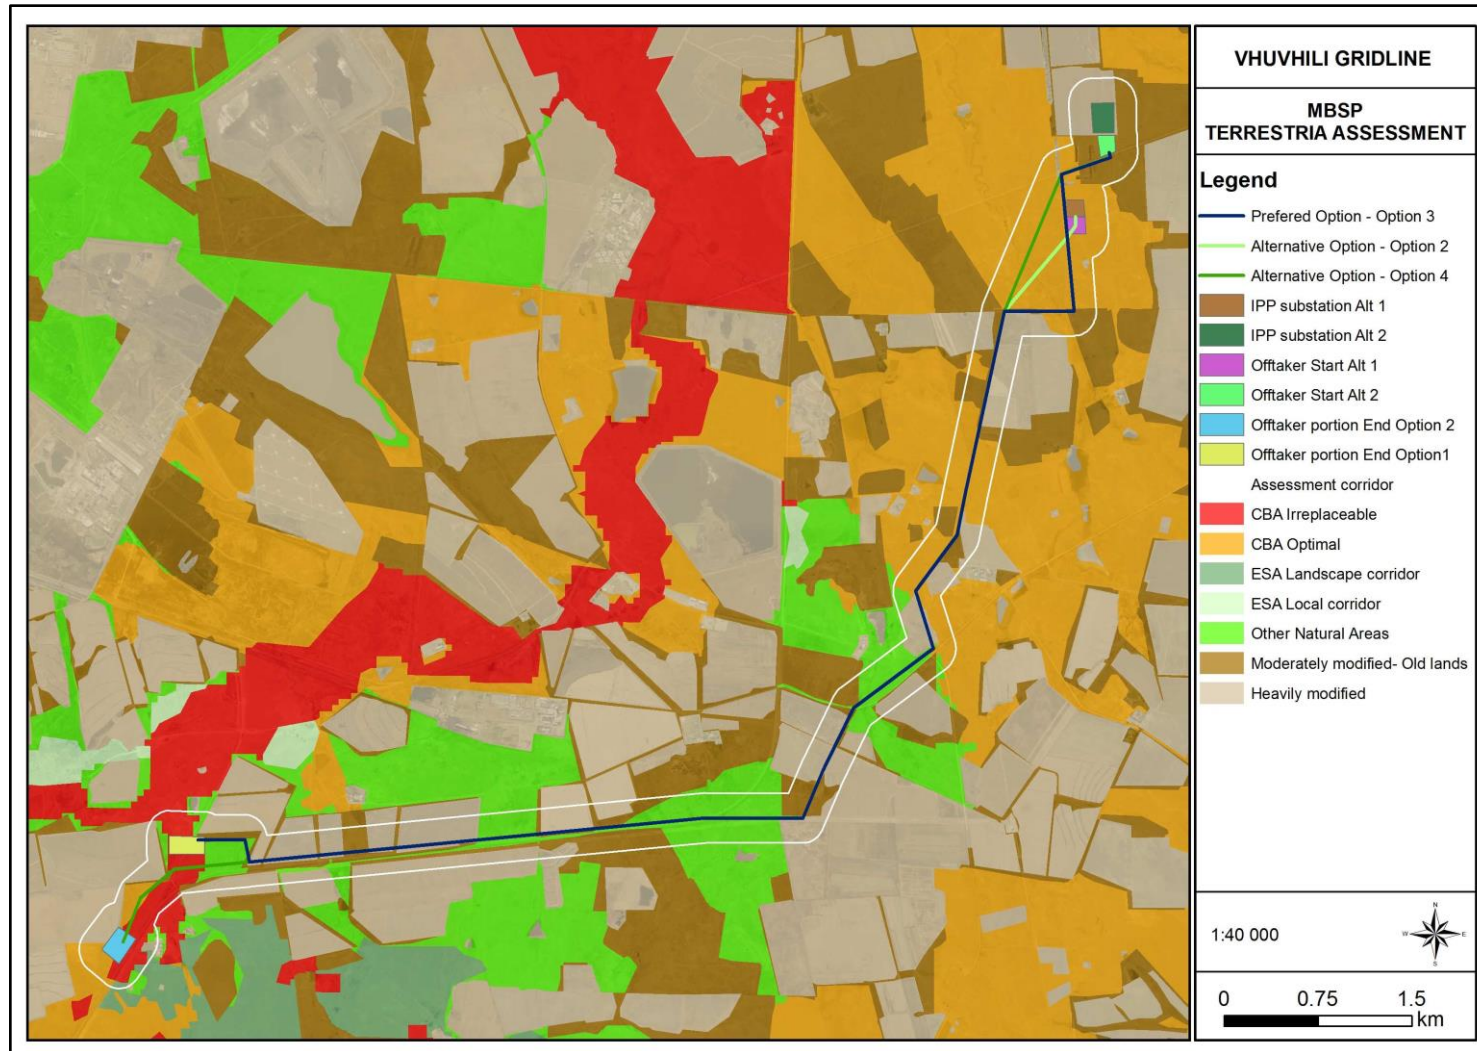 VHUVHILI GRIDLINE
MBSP
TERRESTRIA ASSESSMENT
Legend
Prefered Option - Option 3
Alternative Option - Option 2
Alternative Option - Option 4
IPP substation Alt 1
IPP substation Alt 2
Offtaker Start Alt 1
Offtaker Start Alt 2
Offtaker portion End Option 2
Offtaker portion End Option1
Assessment corridor
CBA Irreplaceable
CBA Optimal
ESA Landscape corridor
ESA Local corridor
Other Natural Areas
Moderately modified- Old lands
Heavily modified
1:40 000
N
W E
S
0 0.75 1.5
km